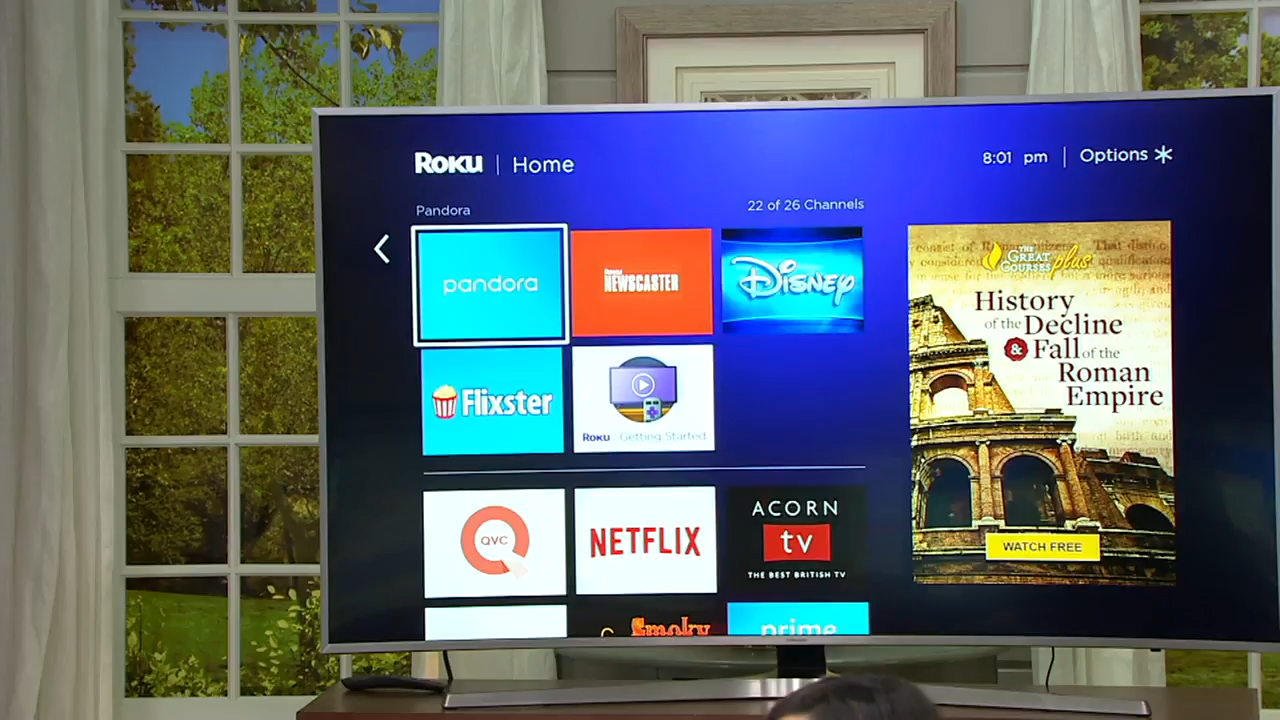 Roku | Home
8:01 pm | Options
Pandora
22 of 26 Channels
pandora
NEWSCASTER
Disney
Flixster
Roku Getting Started
QVC
NETFLIX
ACORN
tv
THE BEST BRITISH TV
Smoky
prime
THE
GREAT
COURSES plus
History
of the Decline
& Fall of the
Roman
Empire
WATCH FREE